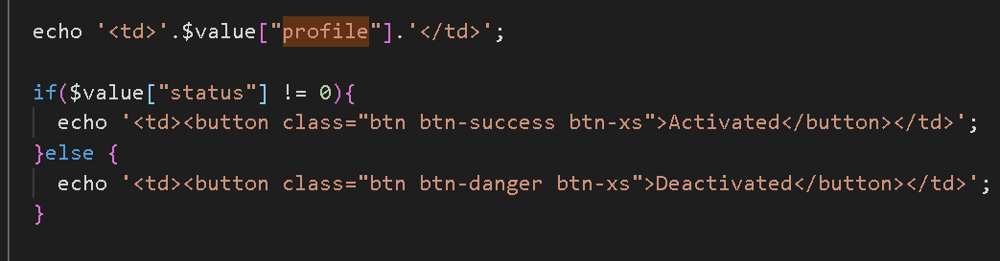 echo '<td>'.$value["profile"].'</td>';
if($value["status"] != 0){
echo '<td><button class="btn btn-success btn-xs">Activated</button></td>';
}else {
echo '<td><button class="btn btn-danger btn-xs">Deactivated</button></td>';
}